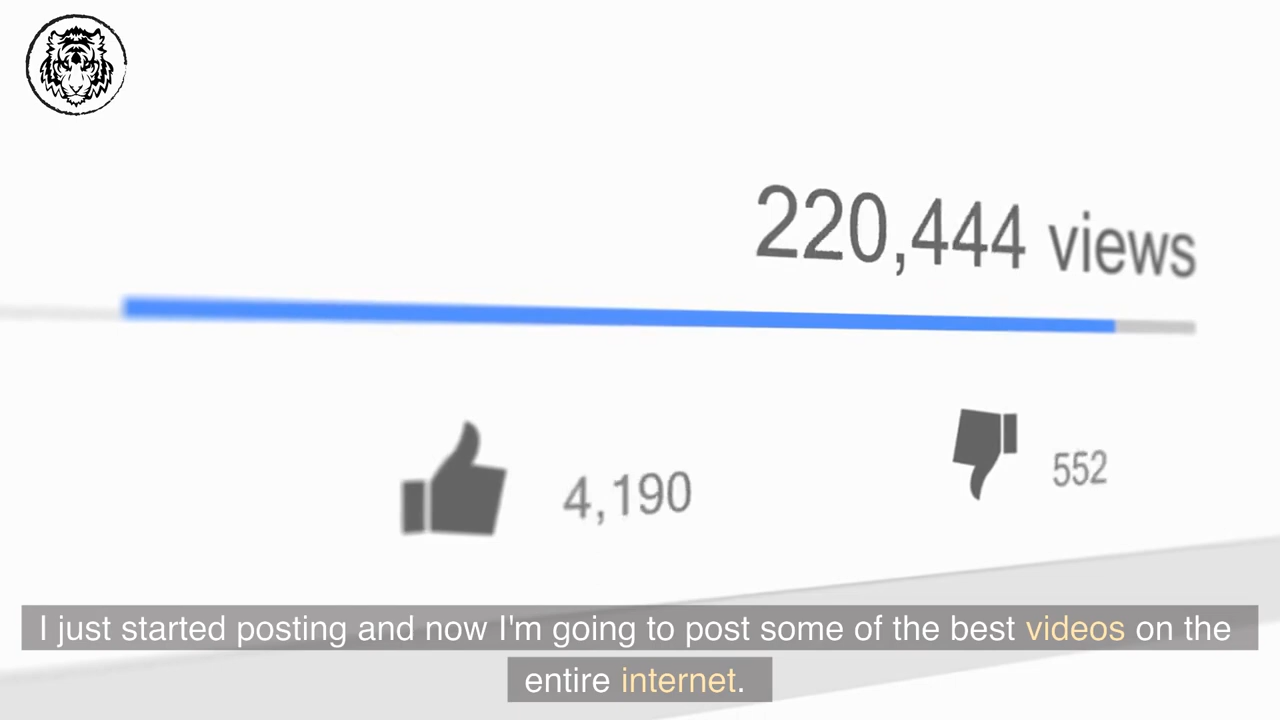 220,444 views
4,190
552
I just started posting and now I'm going to post some of the best videos on the
entire internet.